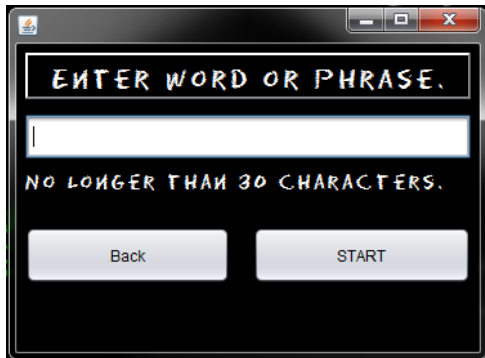 ENTER WORD OR PHRASE.
NO LONGER THAN 30 CHARACTERS.
Back
START